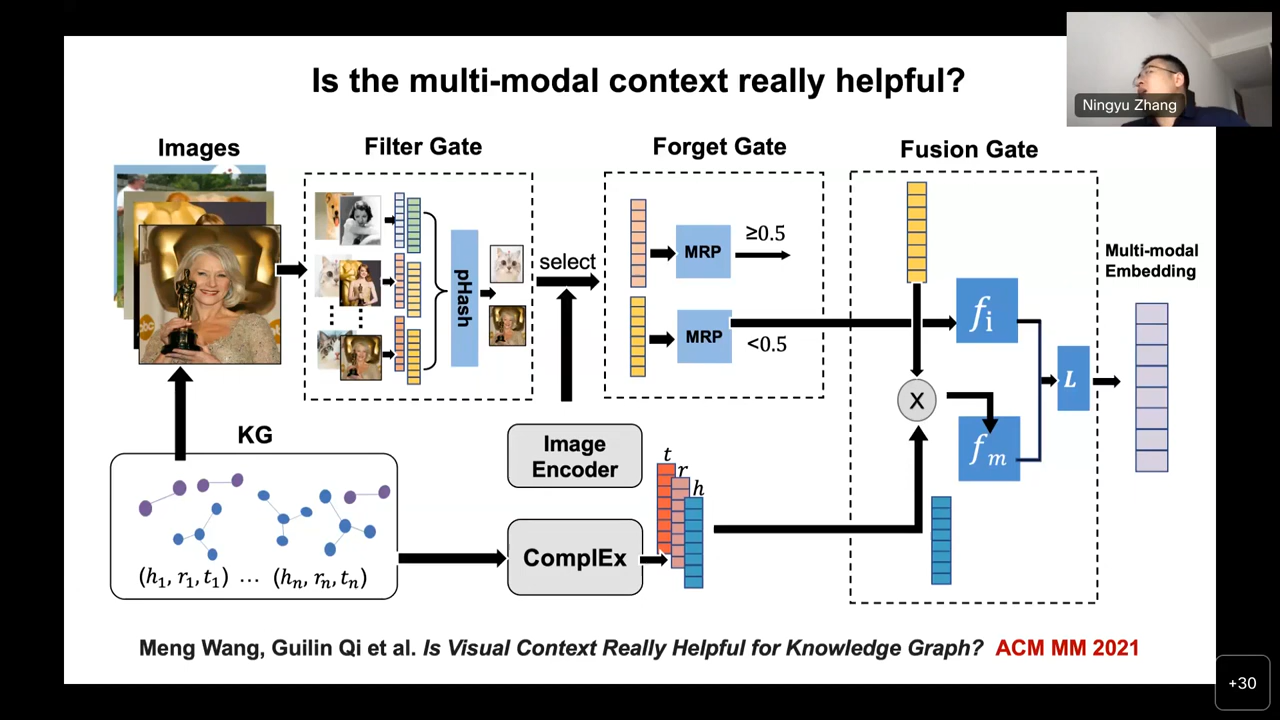 Is the multi-modal context really helpful?
Ningyu Zhang
Images
Filter Gate
Forget Gate
Fusion Gate
pHash
select
MRP
≥0.5
MRP
<0.5
fi
X
fm
L
Multi-modal
Embedding
KG
(h1, r1, t1) … (hn, rn, tn)
Image
Encoder
ComplEx
t
r
h
Meng Wang, Guilin Qi et al. Is Visual Context Really Helpful for Knowledge Graph? ACM MM 2021
+30